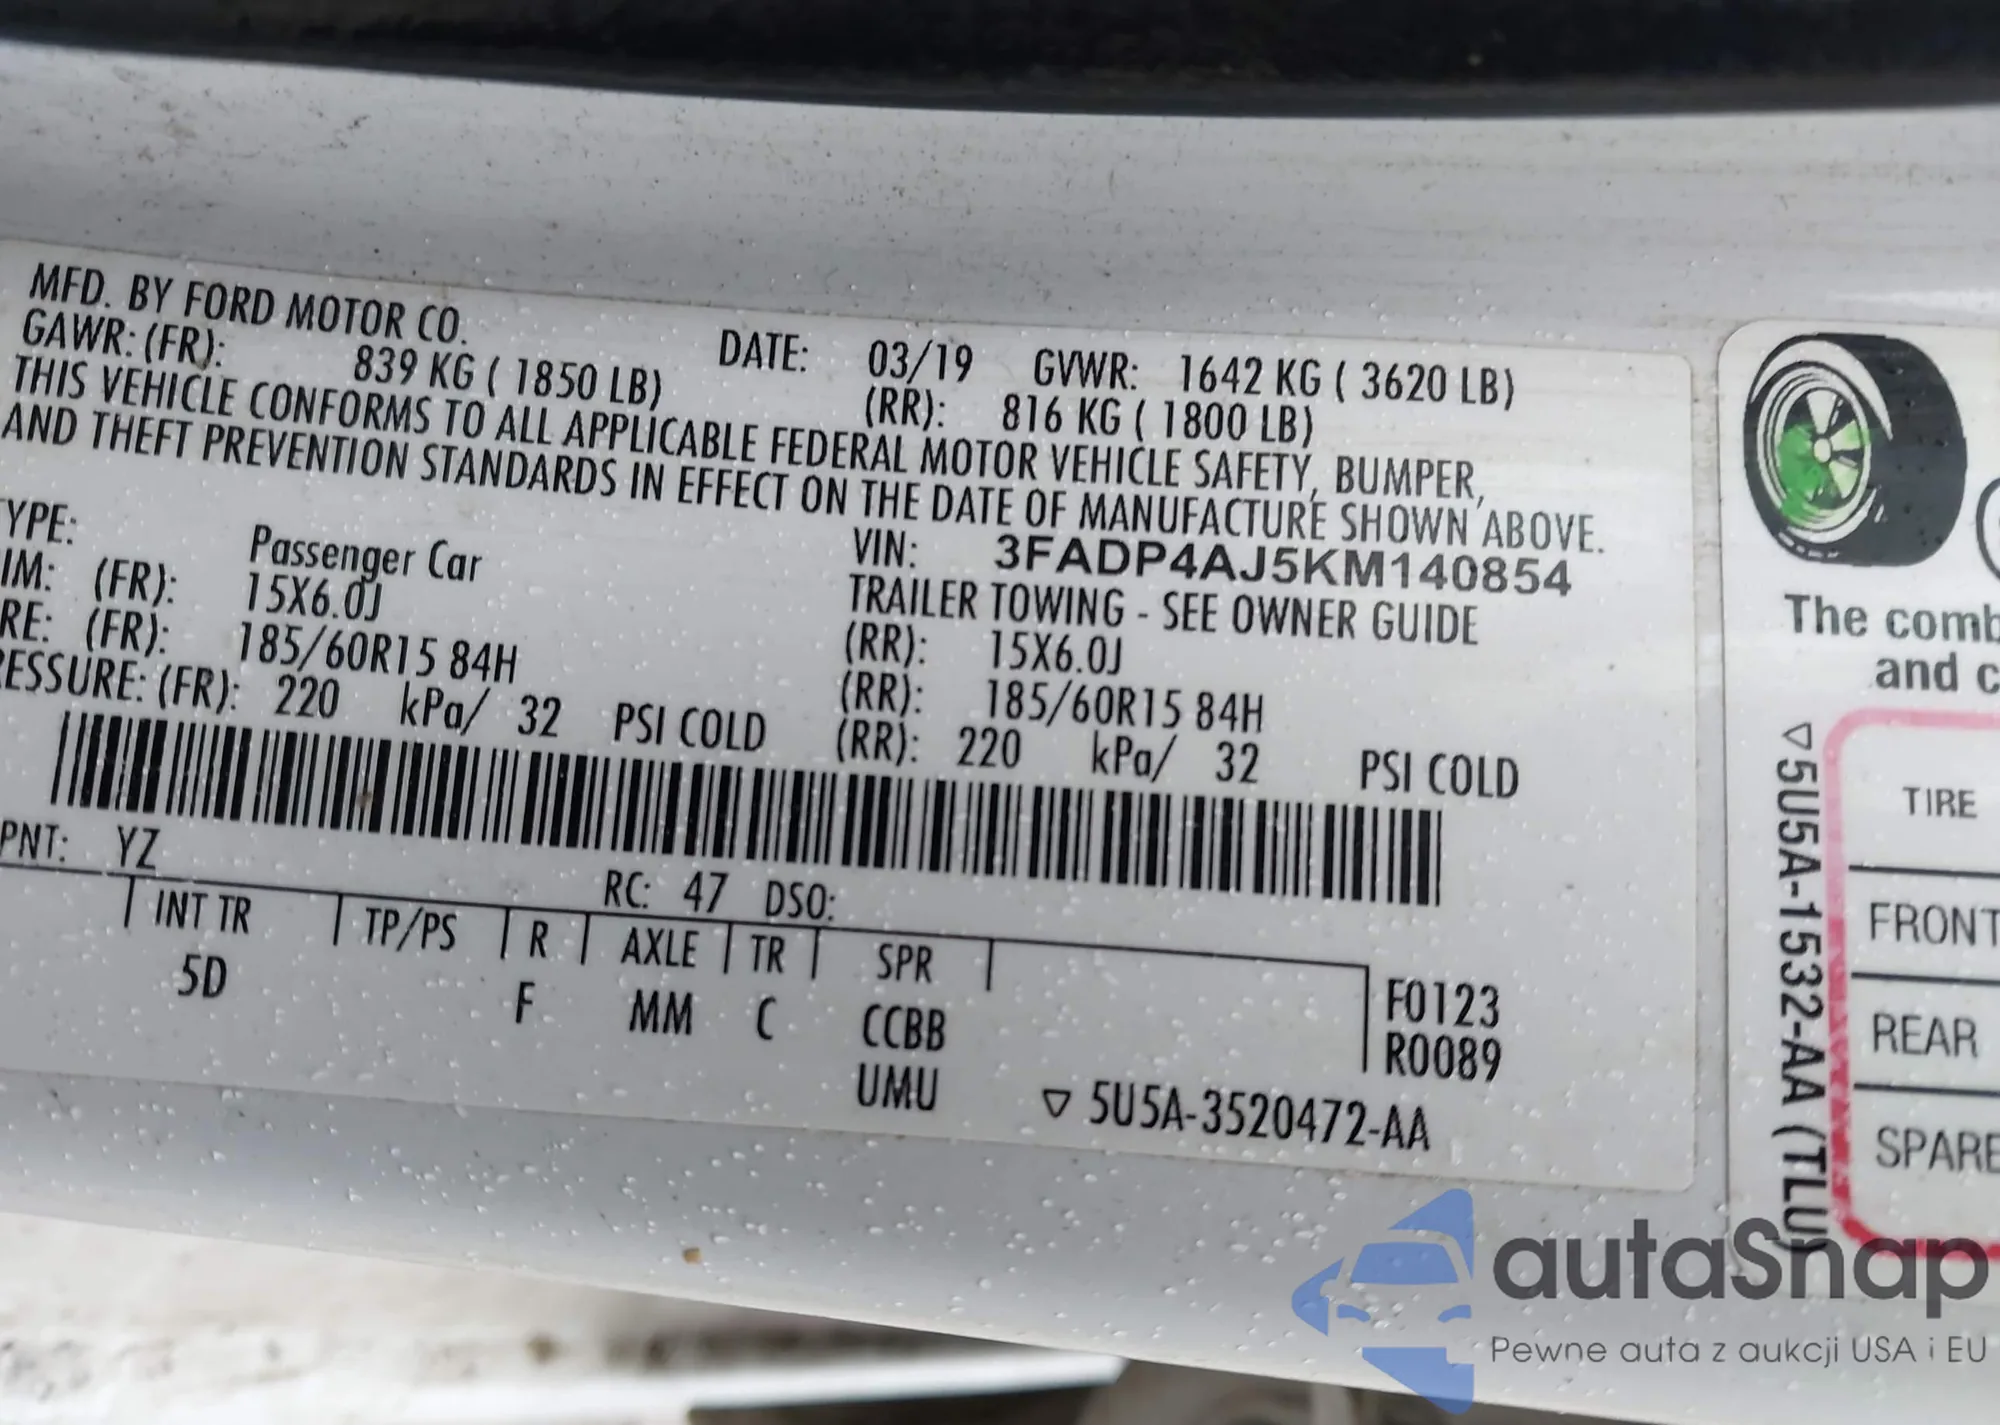 MFD. BY FORD MOTOR CO.
DATE: 03/19 GVWR: 1642 KG ( 3620 LB)
GAWR: (FR): 839 KG ( 1850 LB) (RR): 816 KG ( 1800 LB)
THIS VEHICLE CONFORMS TO ALL APPLICABLE FEDERAL MOTOR VEHICLE SAFETY, BUMPER,
AND THEFT PREVENTION STANDARDS IN EFFECT ON THE DATE OF MANUFACTURE SHOWN ABOVE.
VIN: 3FADP4AJ5KM140854
YPE: Passenger Car TRAILER TOWING - SEE OWNER GUIDE
IM: (FR): 15X6.0J (RR): 15X6.0J
RE: (FR): 185/60R15 84H (RR): 185/60R15 84H
RESSURE: (FR): 220 kPa/ 32 PSI COLD (RR): 220 kPa/ 32 PSI COLD
PNT: YZ RC: 47 DSO:
INT TR TP/PS R AXLE TR SPR
5D F MM C CCBB
UMU
F0123
R0089
▽ 5U5A-3520472-AA
The comb
and c
▽5U5A-1532-AA (TLU)
TIRE
FRONT
REAR
SPARE
autaSnap
Pewne auta z aukcji USA i EU